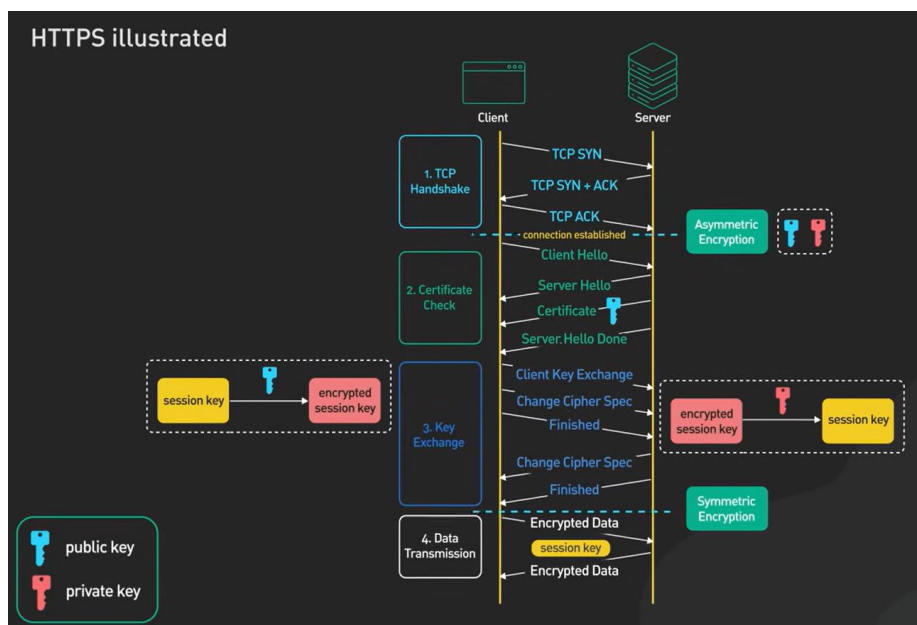 HTTPS illustrated
Client
Server
1. TCP
Handshake
TCP SYN
TCP SYN + ACK
TCP ACK
connection established
Asymmetric
Encryption
2. Certificate
Check
Client Hello
Server Hello
Certificate
Server.Hello Done
3. Key
Exchange
Client Key Exchange
Change Cipher Spec
Finished
Change Cipher Spec
Finished
session key
encrypted
session key
encrypted
session key
session key
Symmetric
Encryption
4. Data
Transmission
Encrypted Data
session key
Encrypted Data
public key
private key